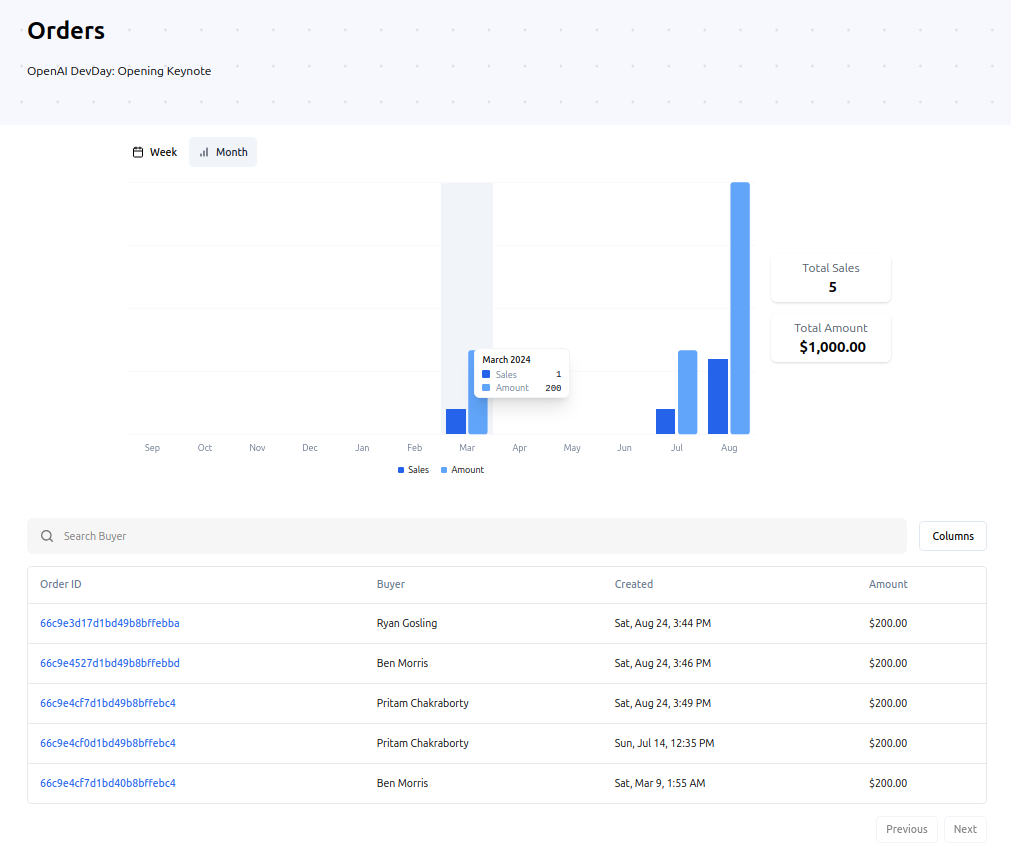 Orders
OpenAI DevDay: Opening Keynote
Week Month
Total Sales
5
Total Amount
$1,000.00
March 2024
Sales 1
Amount 200
Sep Oct Nov Dec Jan Feb Mar Apr May Jun Jul Aug
Sales Amount
Search Buyer Columns
Order ID Buyer Created Amount
66c9e3d17d1bd49b8bffebba Ryan Gosling Sat, Aug 24, 3:44 PM $200.00
66c9e4527d1bd49b8bffebbd Ben Morris Sat, Aug 24, 3:46 PM $200.00
66c9e4cf7d1bd49b8bffebc4 Pritam Chakraborty Sat, Aug 24, 3:49 PM $200.00
66c9e4cf0d1bd49b8bffebc4 Pritam Chakraborty Sun, Jul 14, 12:35 PM $200.00
66c9e4cf7d1bd40b8bffebc4 Ben Morris Sat, Mar 9, 1:55 AM $200.00
Previous Next